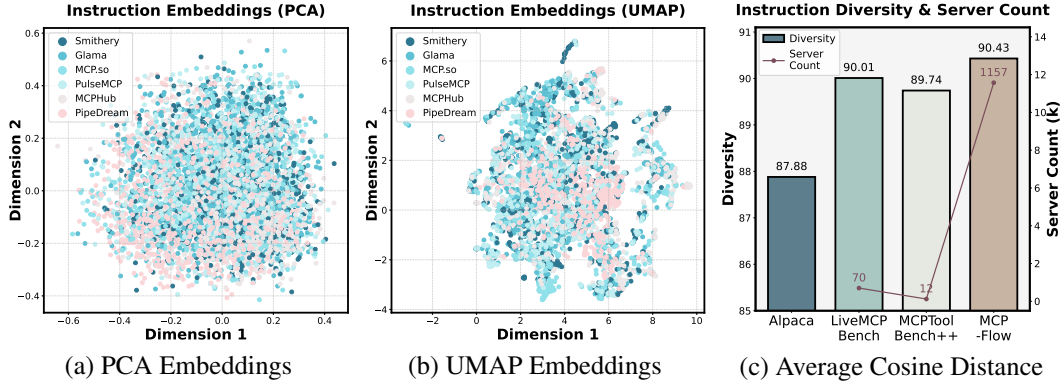 Instruction Embeddings (PCA)
Smithery
Glama
MCP.so
PulseMCP
MCPHub
PipeDream
Dimension 2
0.6
0.4
0.2
0.0
−0.2
−0.4
−0.6
−0.4
−0.2
0.0
0.2
0.4
Dimension 1
(a) PCA Embeddings
Instruction Embeddings (UMAP)
Smithery
Glama
MCP.so
PulseMCP
MCPHub
PipeDream
Dimension 2
8
6
4
2
0
−2
−4
−2
0
2
4
6
8
10
Dimension 1
(b) UMAP Embeddings
Instruction Diversity & Server Count
Diversity
Server
Count
Diversity
91
90
89
88
87
86
85
87.88
90.01
89.74
90.43
70
12
1157
14
12
10
8
6
4
2
0
Server Count (k)
Alpaca
LiveMCP
Bench
MCPTool
Bench++
MCP
-Flow
(c) Average Cosine Distance